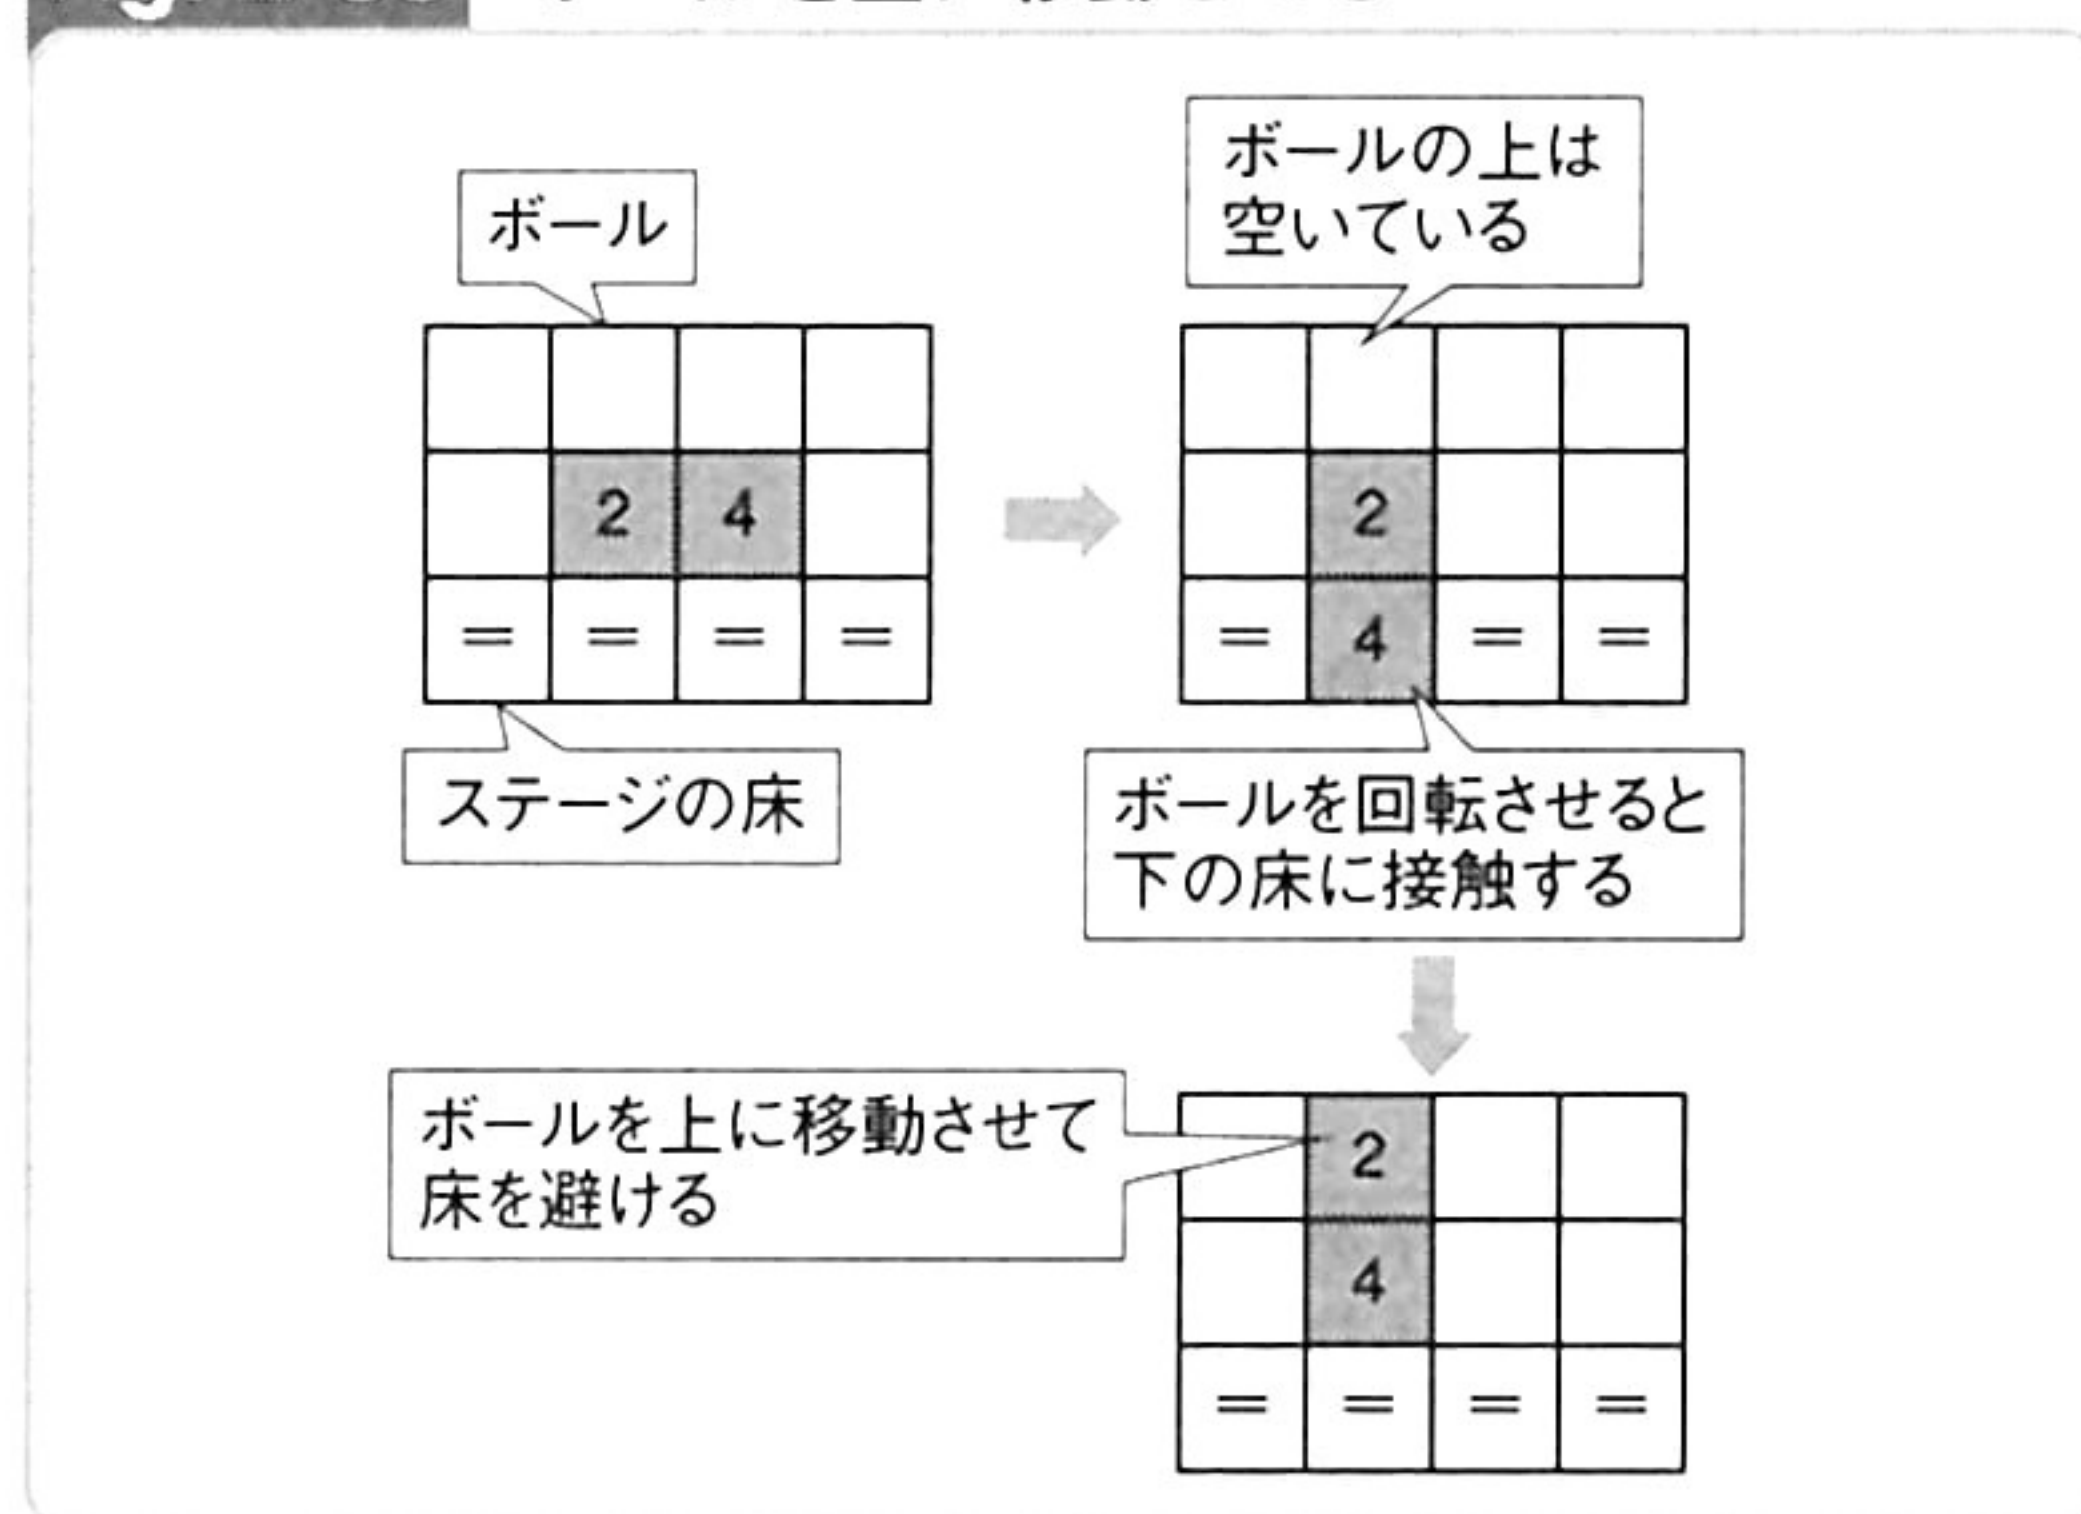 ボール
ボールの上は
空いている
2 4
= = = =
ステージの床
2
= 4 = =
ボールを回転させると
下の床に接触する
ボールを上に移動させて
床を避ける
2
4
= = = =